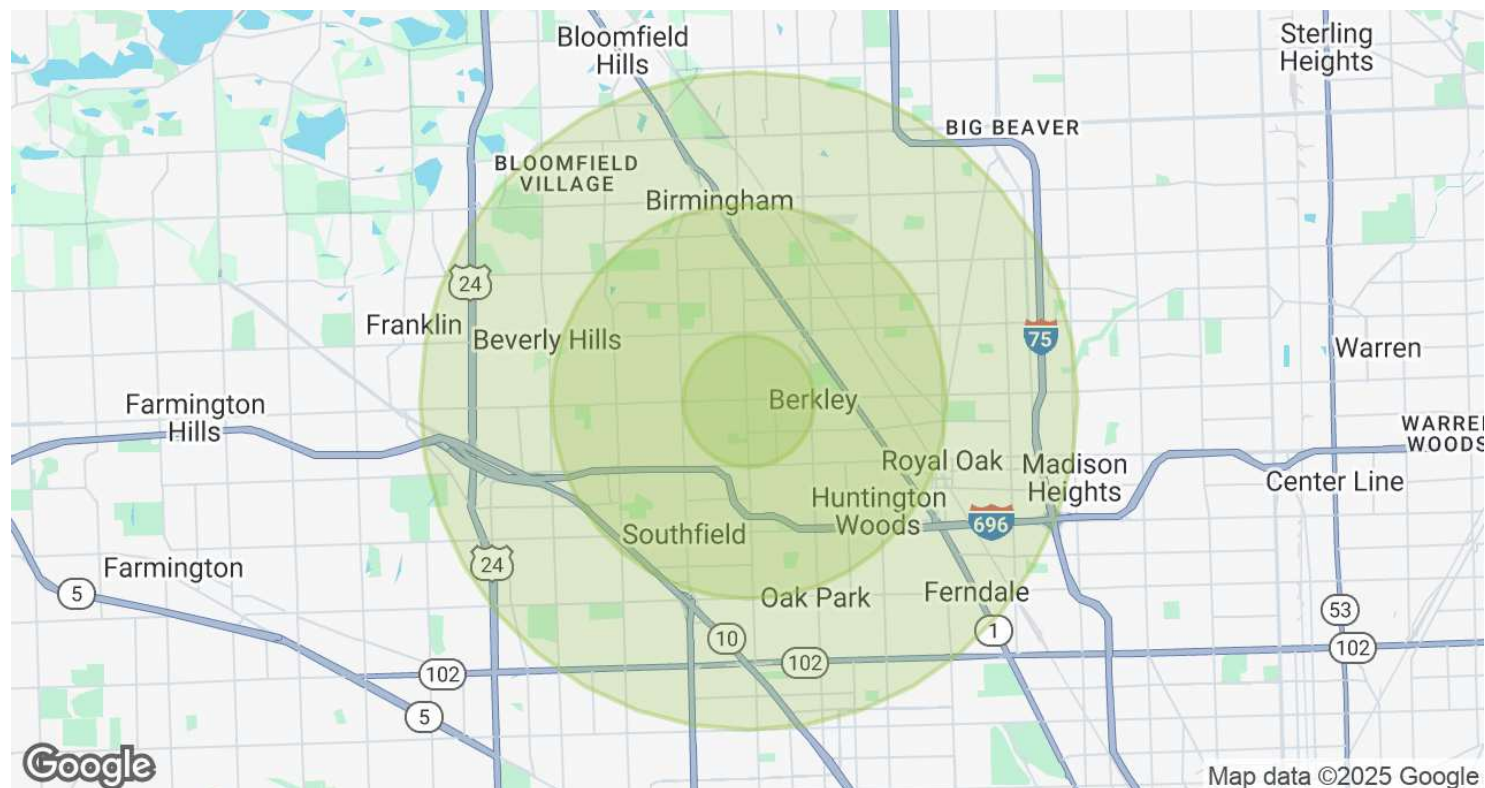 Bloomfield
Hills
Sterling
Heights
BIG BEAVER
BLOOMFIELD
VILLAGE
Birmingham
24
Franklin
Beverly Hills
75
Warren
Farmington
Hills
Berkley
WARREN
WOODS
Royal Oak
Madison
Heights
Center Line
Huntington
Woods
696
Southfield
24
Farmington
5
Oak Park
Ferndale
53
1
10
102
102
102
5
Google
Map data ©2025 Google